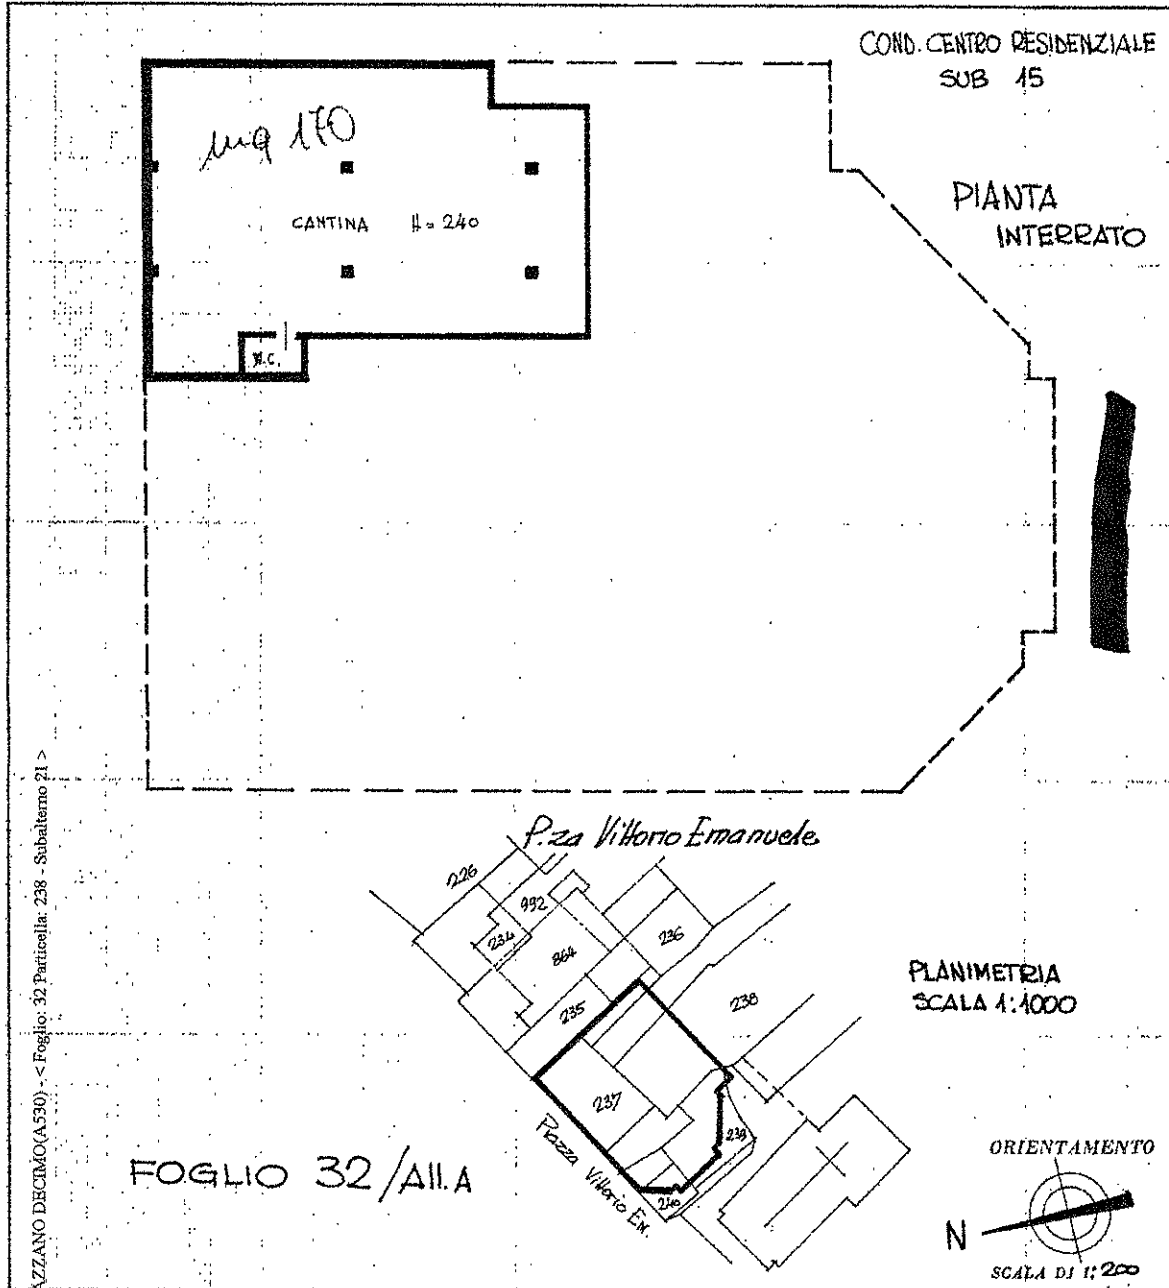 COND. CENTRO RESIDENZIALE
SUB 15
mq 170
PIANTA
INTERRATO
CANTINA H=240
W.C.
P.za Vittorio Emanuele
226
992
234
864
236
235
238
237
239
240
Piazza Vittorio Em.
PLANIMETRIA
SCALA 1:1000
FOGLIO 32/All.A
ORIENTAMENTO
N
SCALA DI 1:200
AZZANO DECIMO(A530) - < Foglio: 32 Particella: 238 - Subalterno 21 >